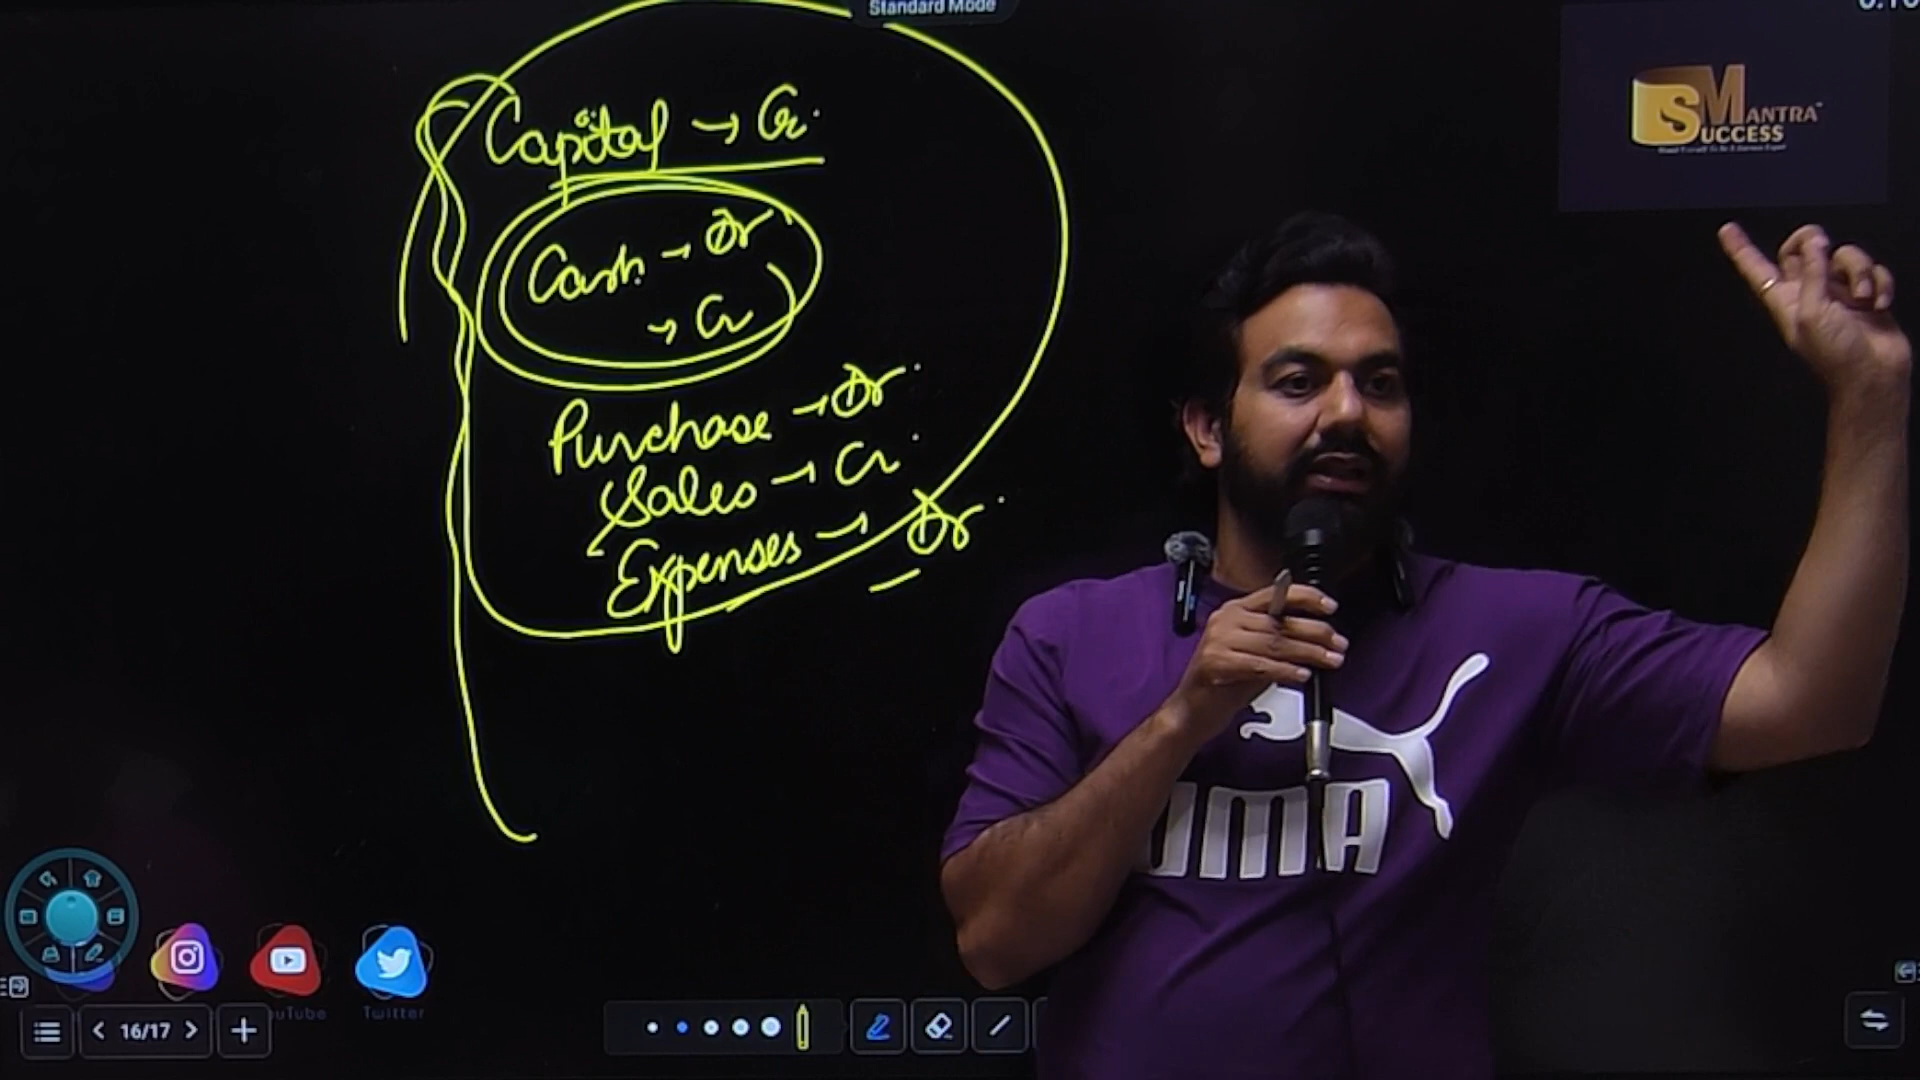 Standard Mode
Capital → Cr.
Cash → Dr
→ Cr
Purchase → Dr.
Sales → Cr.
Expenses → Dr.
SUCCESS MANTRA
PUMA
YouTube
Twitter
16/17